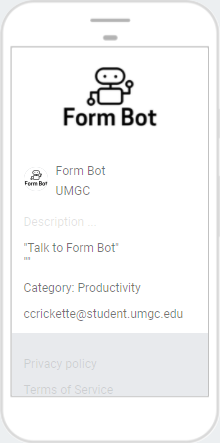 Form Bot
Form Bot
Form Bot
UMGC
Description ...
"Talk to Form Bot"
""
Category: Productivity
ccrickette@student.umgc.edu
Privacy policy
Terms of Service